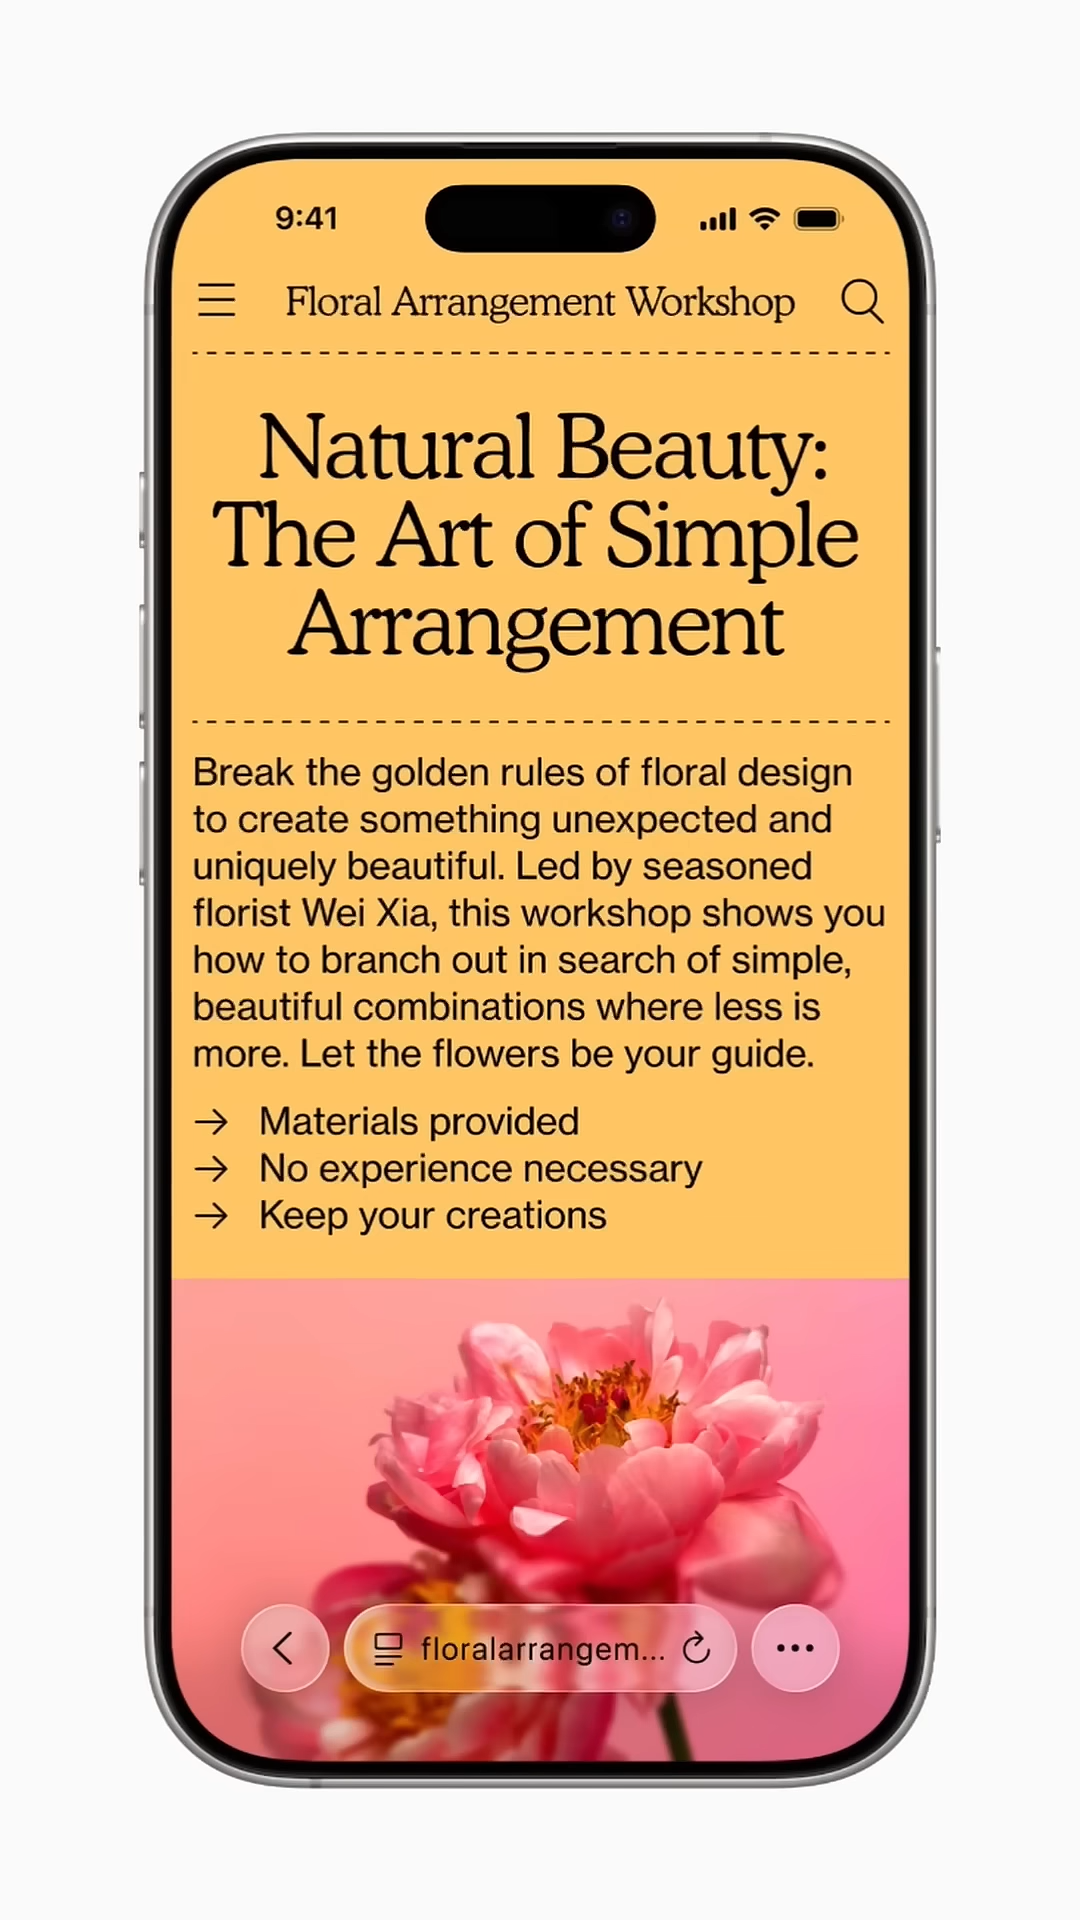 9:41
Floral Arrangement Workshop
Natural Beauty:
The Art of Simple
Arrangement
Break the golden rules of floral design
to create something unexpected and
uniquely beautiful. Led by seasoned
florist Wei Xia, this workshop shows you
how to branch out in search of simple,
beautiful combinations where less is
more. Let the flowers be your guide.
→ Materials provided
→ No experience necessary
→ Keep your creations
floralarrangem...